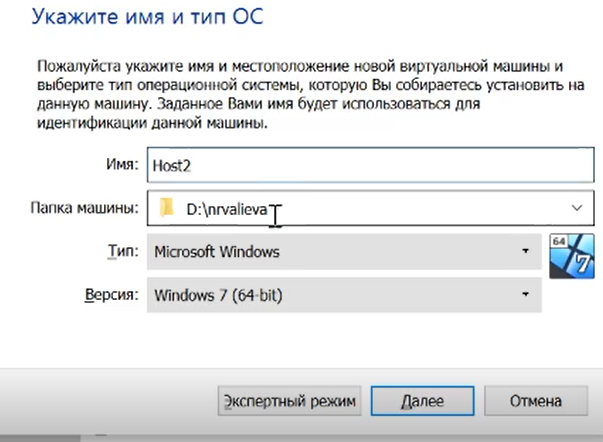 Укажите имя и тип ОС
Пожалуйста укажите имя и местоположение новой виртуальной машины и
выберите тип операционной системы, которую Вы собираетесь установить на
данную машину. Заданное Вами имя будет использоваться для
идентификации данной машины.
Имя: Host2
Папка машины: D:\nrvalieva
Тип: Microsoft Windows
64
7
Версия: Windows 7 (64-bit)
Экспертный режим Далее Отмена